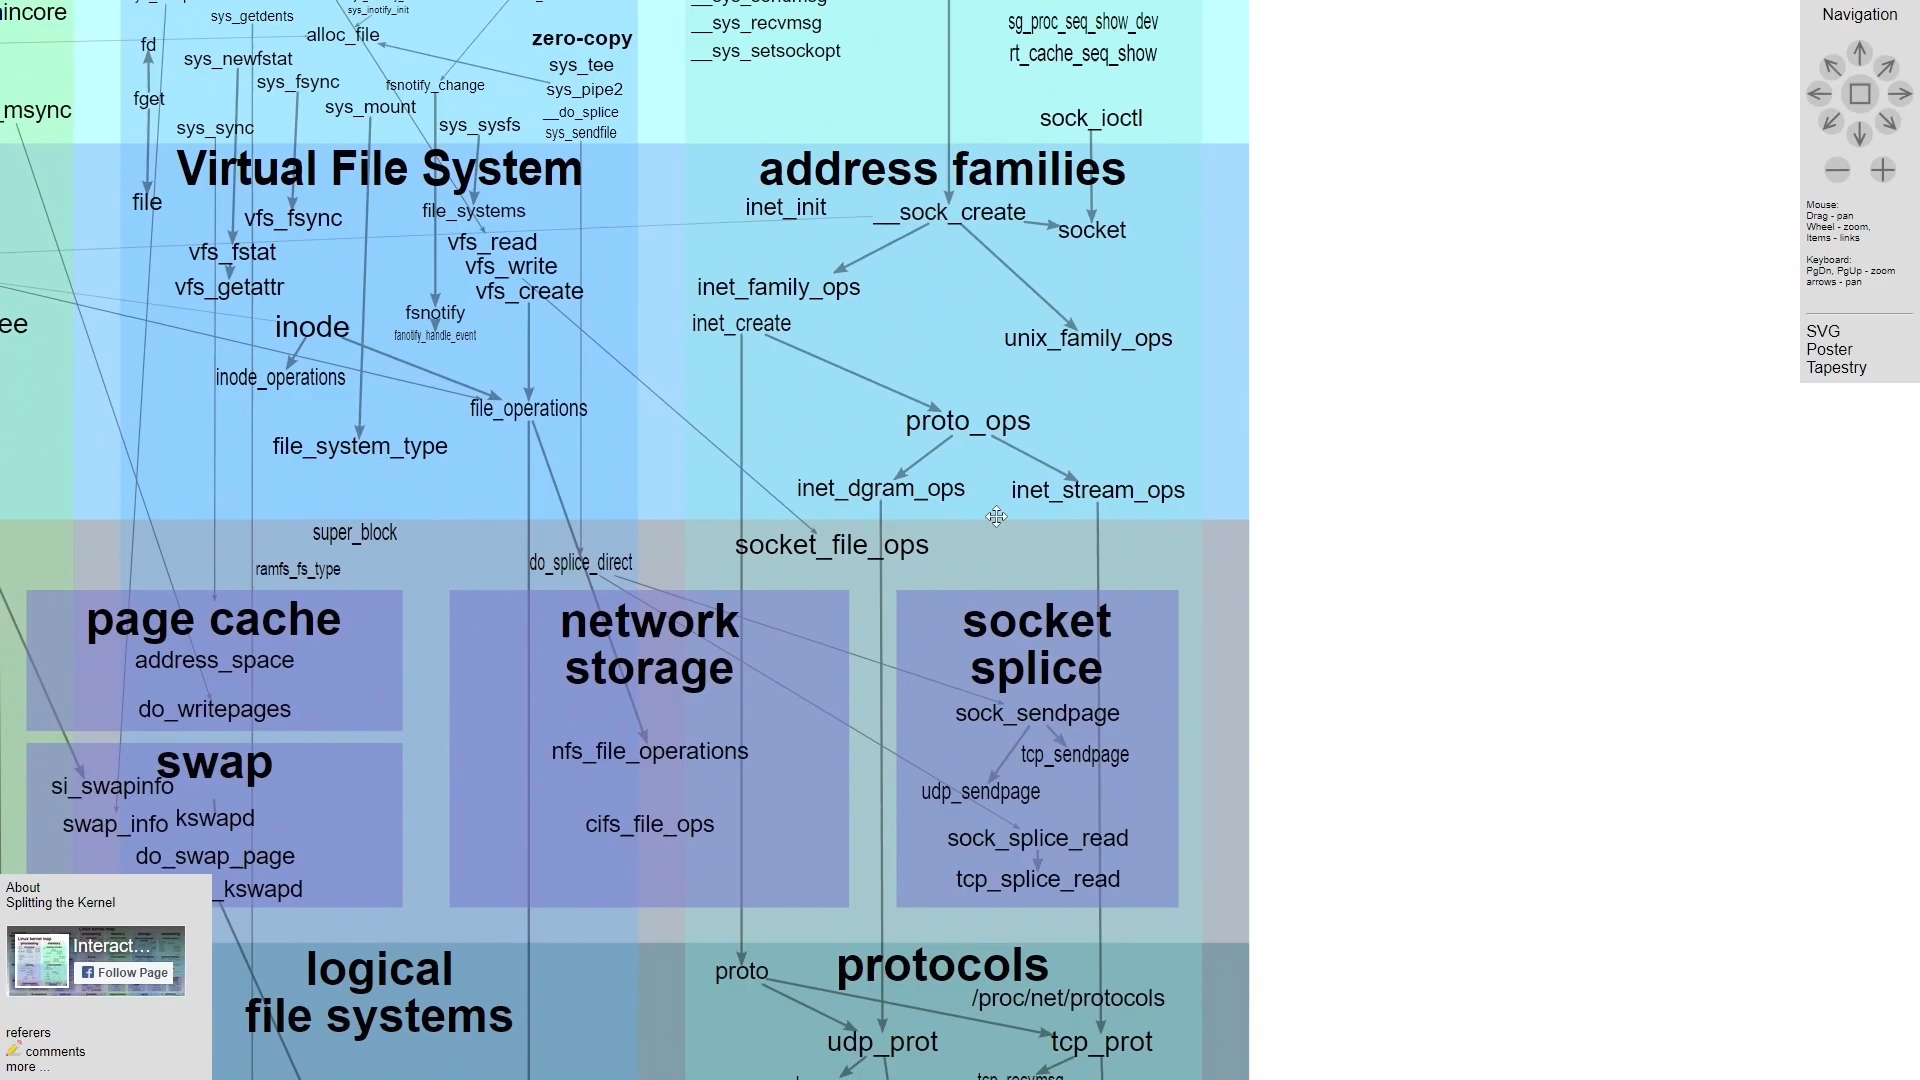 sys_getdents
sys_inotify_init
alloc_file
fd
sys_newfstat
sys_fsync
fsnotify_change
zero-copy
sys_tee
sys_pipe2
__do_splice
sys_sendfile
fget
sys_mount
sys_sync
sys_sysfs
_msync
__sys_recvmsg
__sys_setsockopt
sg_proc_seq_show_dev
rt_cache_seq_show
sock_ioctl
Virtual File System
file
vfs_fsync
file_systems
vfs_fstat
vfs_read
vfs_write
vfs_getattr
vfs_create
inode
fsnotify
fanotify_handle_event
inode_operations
file_operations
file_system_type
address families
inet_init
__sock_create
socket
inet_family_ops
inet_create
unix_family_ops
proto_ops
inet_dgram_ops
inet_stream_ops
socket_file_ops
super_block
ramfs_fs_type
do_splice_direct
page cache
address_space
do_writepages
swap
si_swapinfo
swap_info
kswapd
do_swap_page
_kswapd
network
storage
nfs_file_operations
cifs_file_ops
socket
splice
sock_sendpage
tcp_sendpage
udp_sendpage
sock_splice_read
tcp_splice_read
logical
file systems
protocols
proto
/proc/net/protocols
udp_prot
tcp_prot
Navigation
Mouse:
Drag - pan
Wheel - zoom,
Items - links
Keyboard:
PgDn, PgUp - zoom
arrows - pan
SVG
Poster
Tapestry
About
Splitting the Kernel
Interact…
Follow Page
referers
comments
more ...